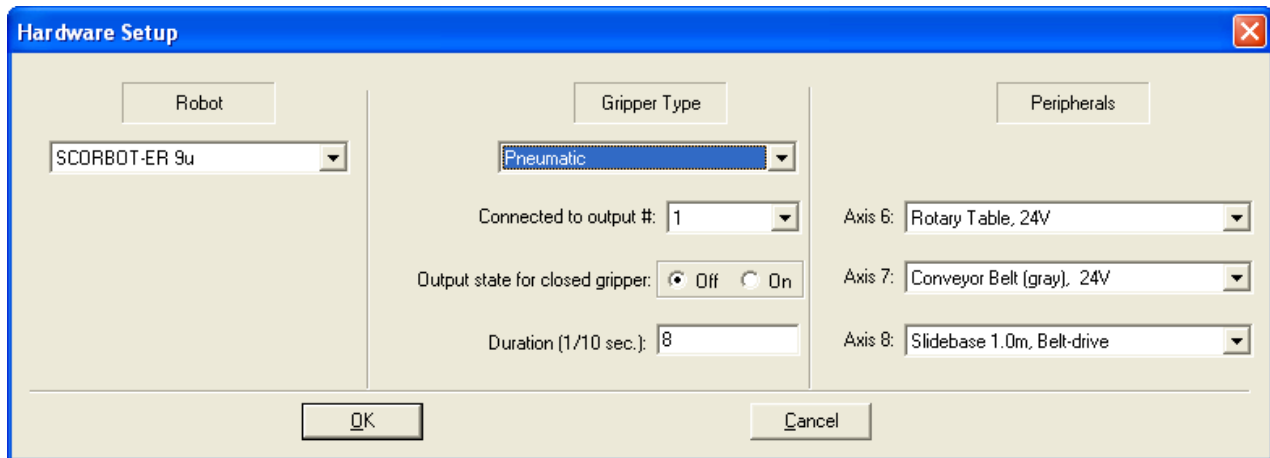 Hardware Setup
Robot
SCORBOT-ER 9u
Gripper Type
Pneumatic
Connected to output #: 1
Output state for closed gripper: Off On
Duration (1/10 sec.): 8
Peripherals
Axis 6: Rotary Table, 24V
Axis 7: Conveyor Belt (gray), 24V
Axis 8: Slidebase 1.0m, Belt-drive
OK
Cancel